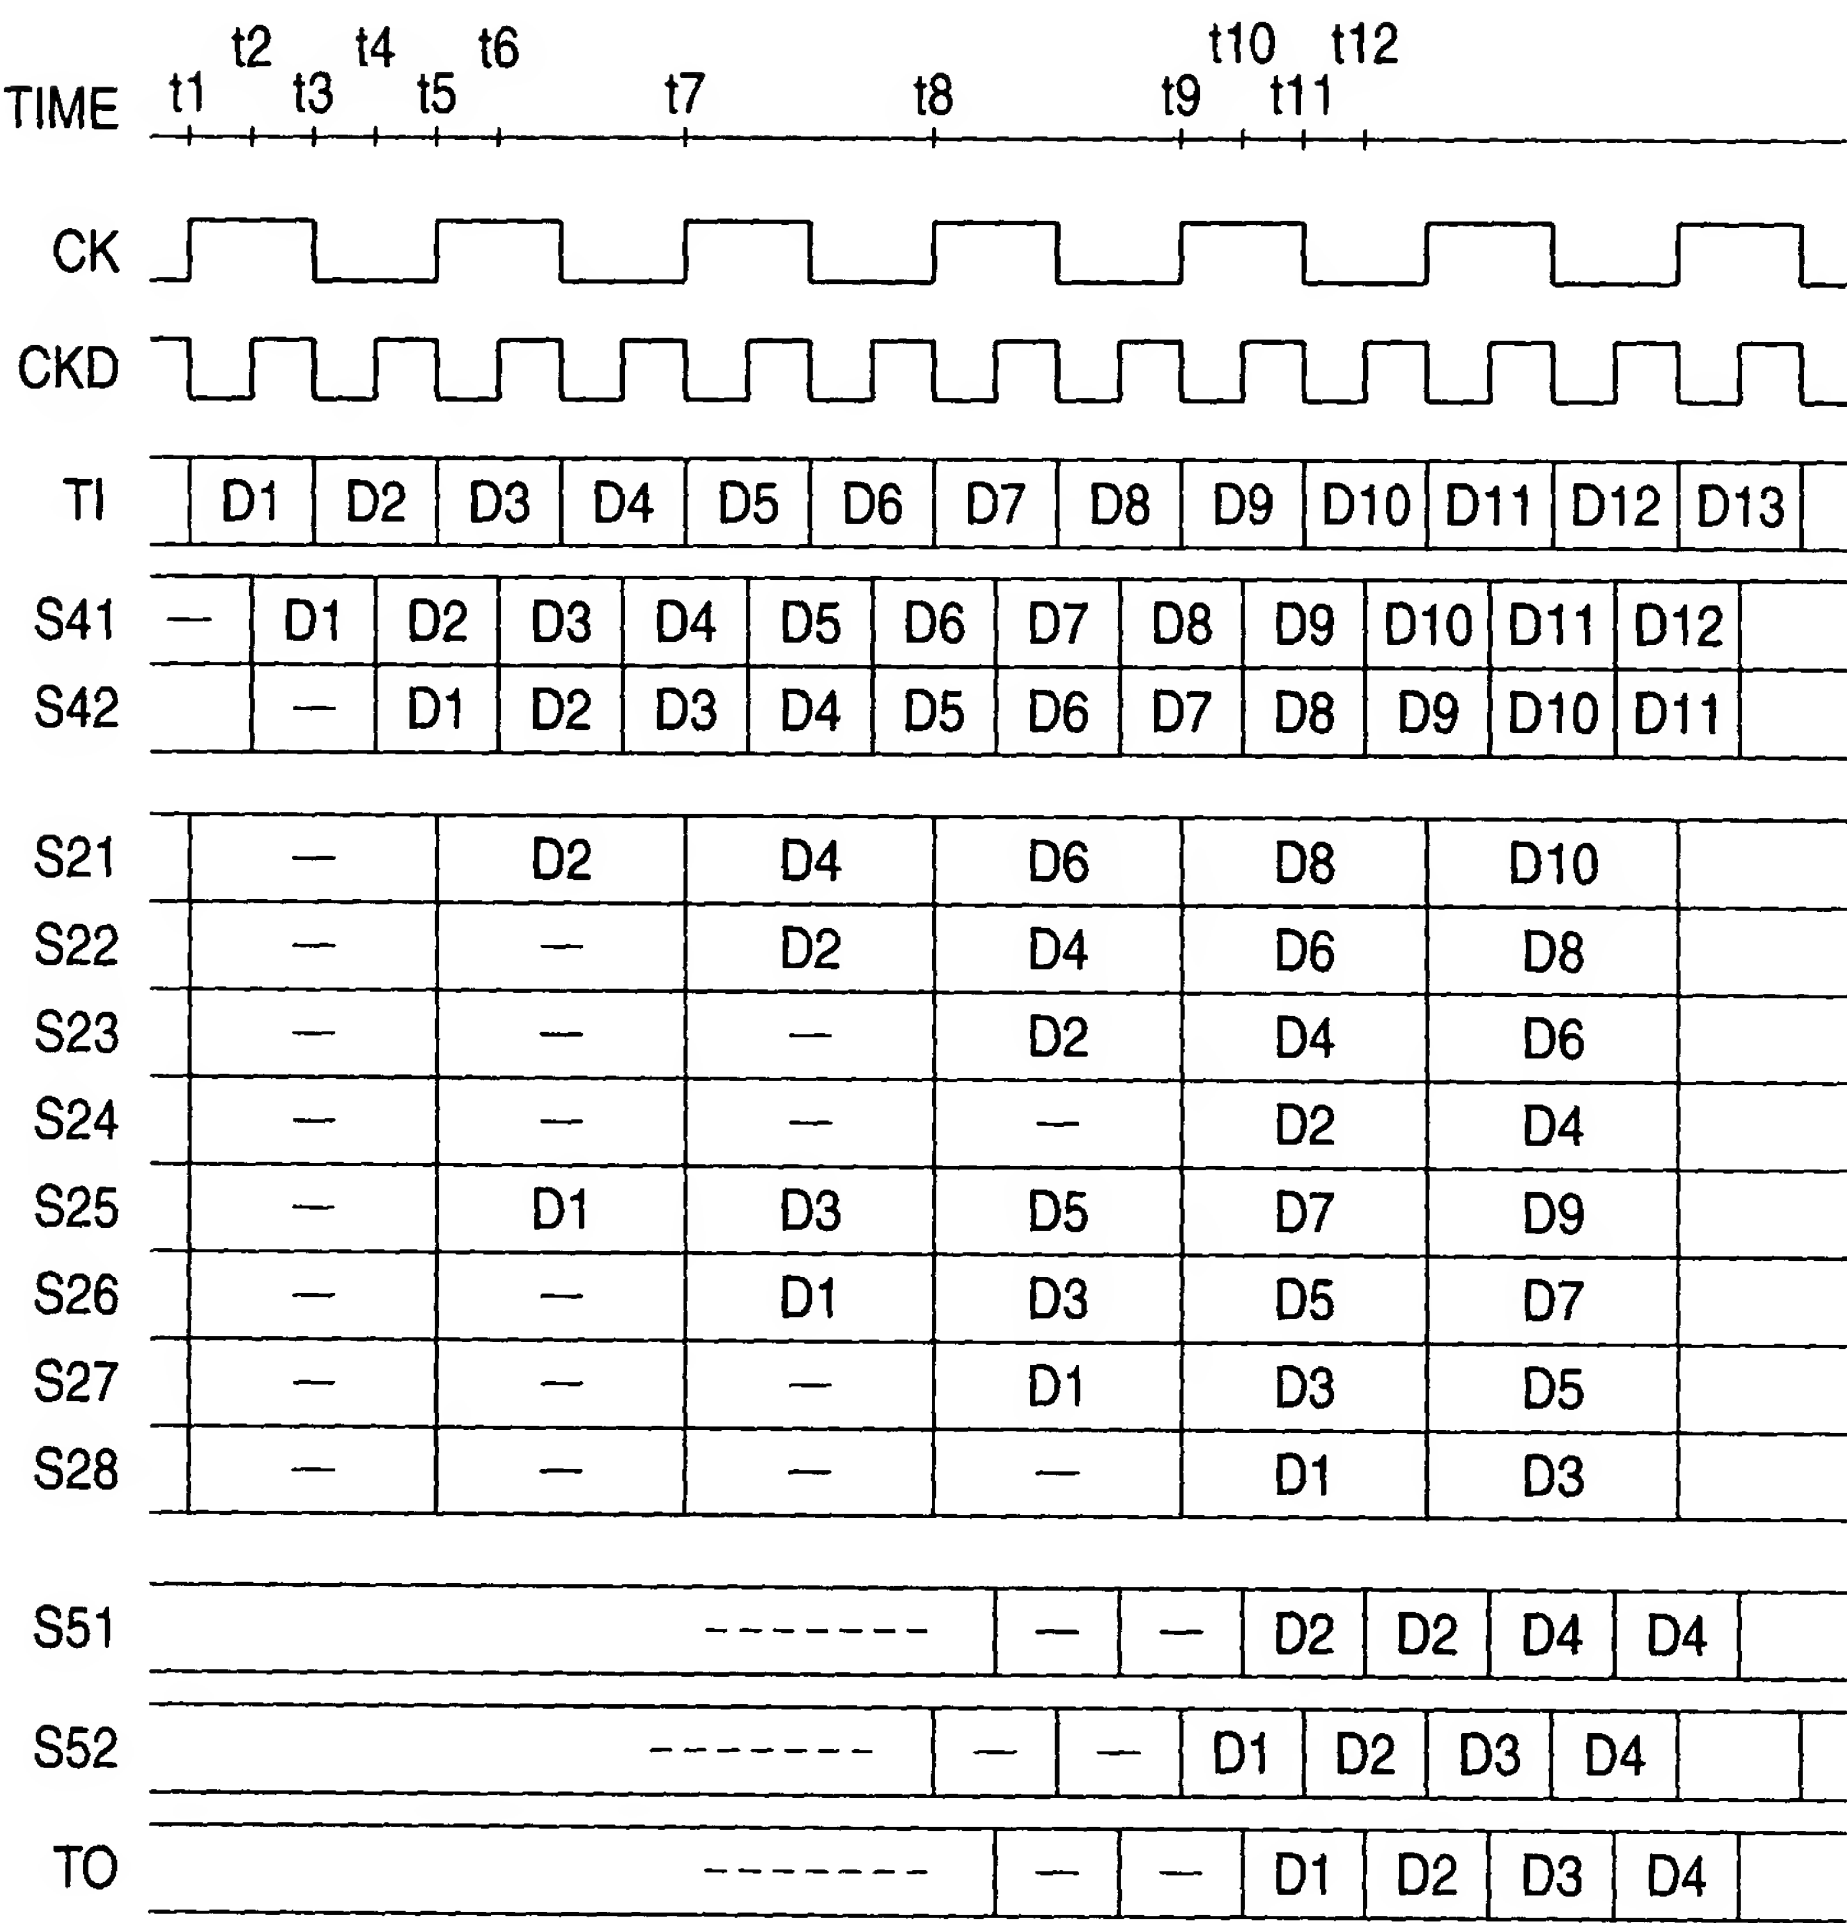 t2 t4 t6 t10 t12
TIME t1 t3 t5 t7 t8 t9 t11
CK
CKD
TI D1 D2 D3 D4 D5 D6 D7 D8 D9 D10 D11 D12 D13
S41 — D1 D2 D3 D4 D5 D6 D7 D8 D9 D10 D11 D12
S42 — D1 D2 D3 D4 D5 D6 D7 D8 D9 D10 D11
S21 — D2 D4 D6 D8 D10
S22 — — D2 D4 D6 D8
S23 — — — D2 D4 D6
S24 — — — — D2 D4
S25 — D1 D3 D5 D7 D9
S26 — — D1 D3 D5 D7
S27 — — — D1 D3 D5
S28 — — — — D1 D3
S51 ------- — — D2 D2 D4 D4
S52 ------- — — D1 D2 D3 D4
TO ------- — — D1 D2 D3 D4